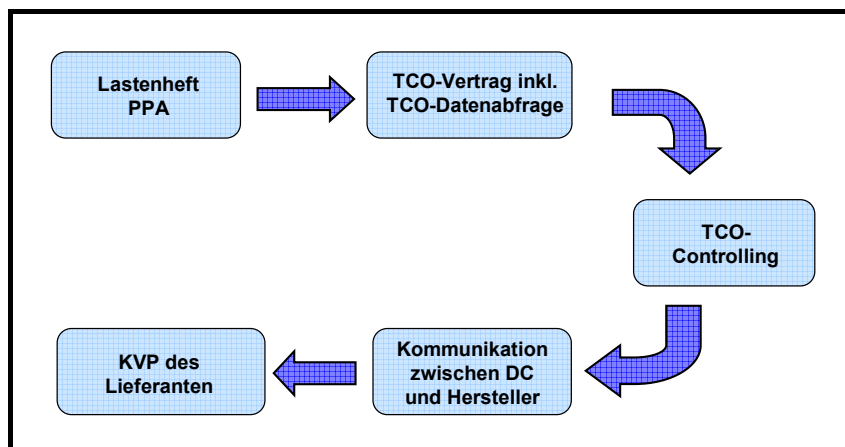 Lastenheft
PPA
TCO-Vertrag inkl.
TCO-Datenabfrage
TCO-
Controlling
Kommunikation
zwischen DC
und Hersteller
KVP des
Lieferanten